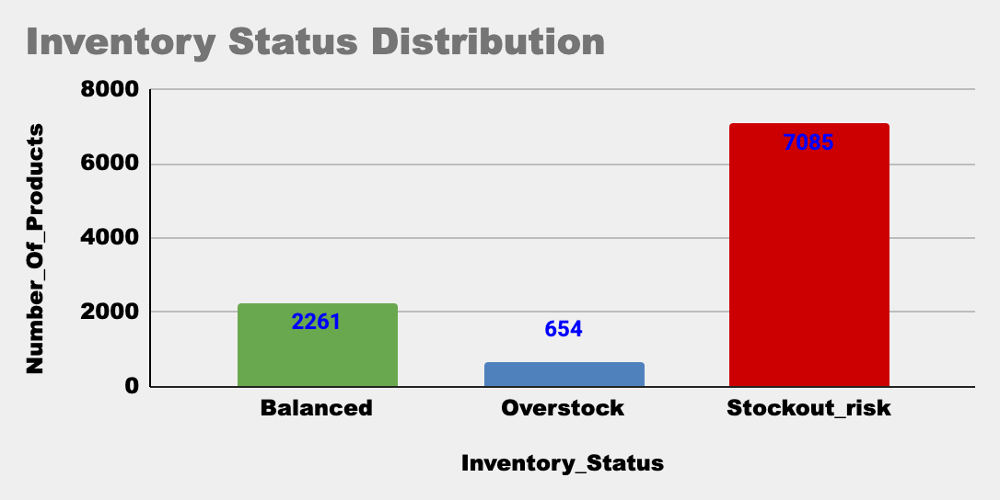 Inventory Status Distribution
Number_Of_Products
8000
6000
4000
2000
0
2261
654
7085
Balanced
Overstock
Stockout_risk
Inventory_Status